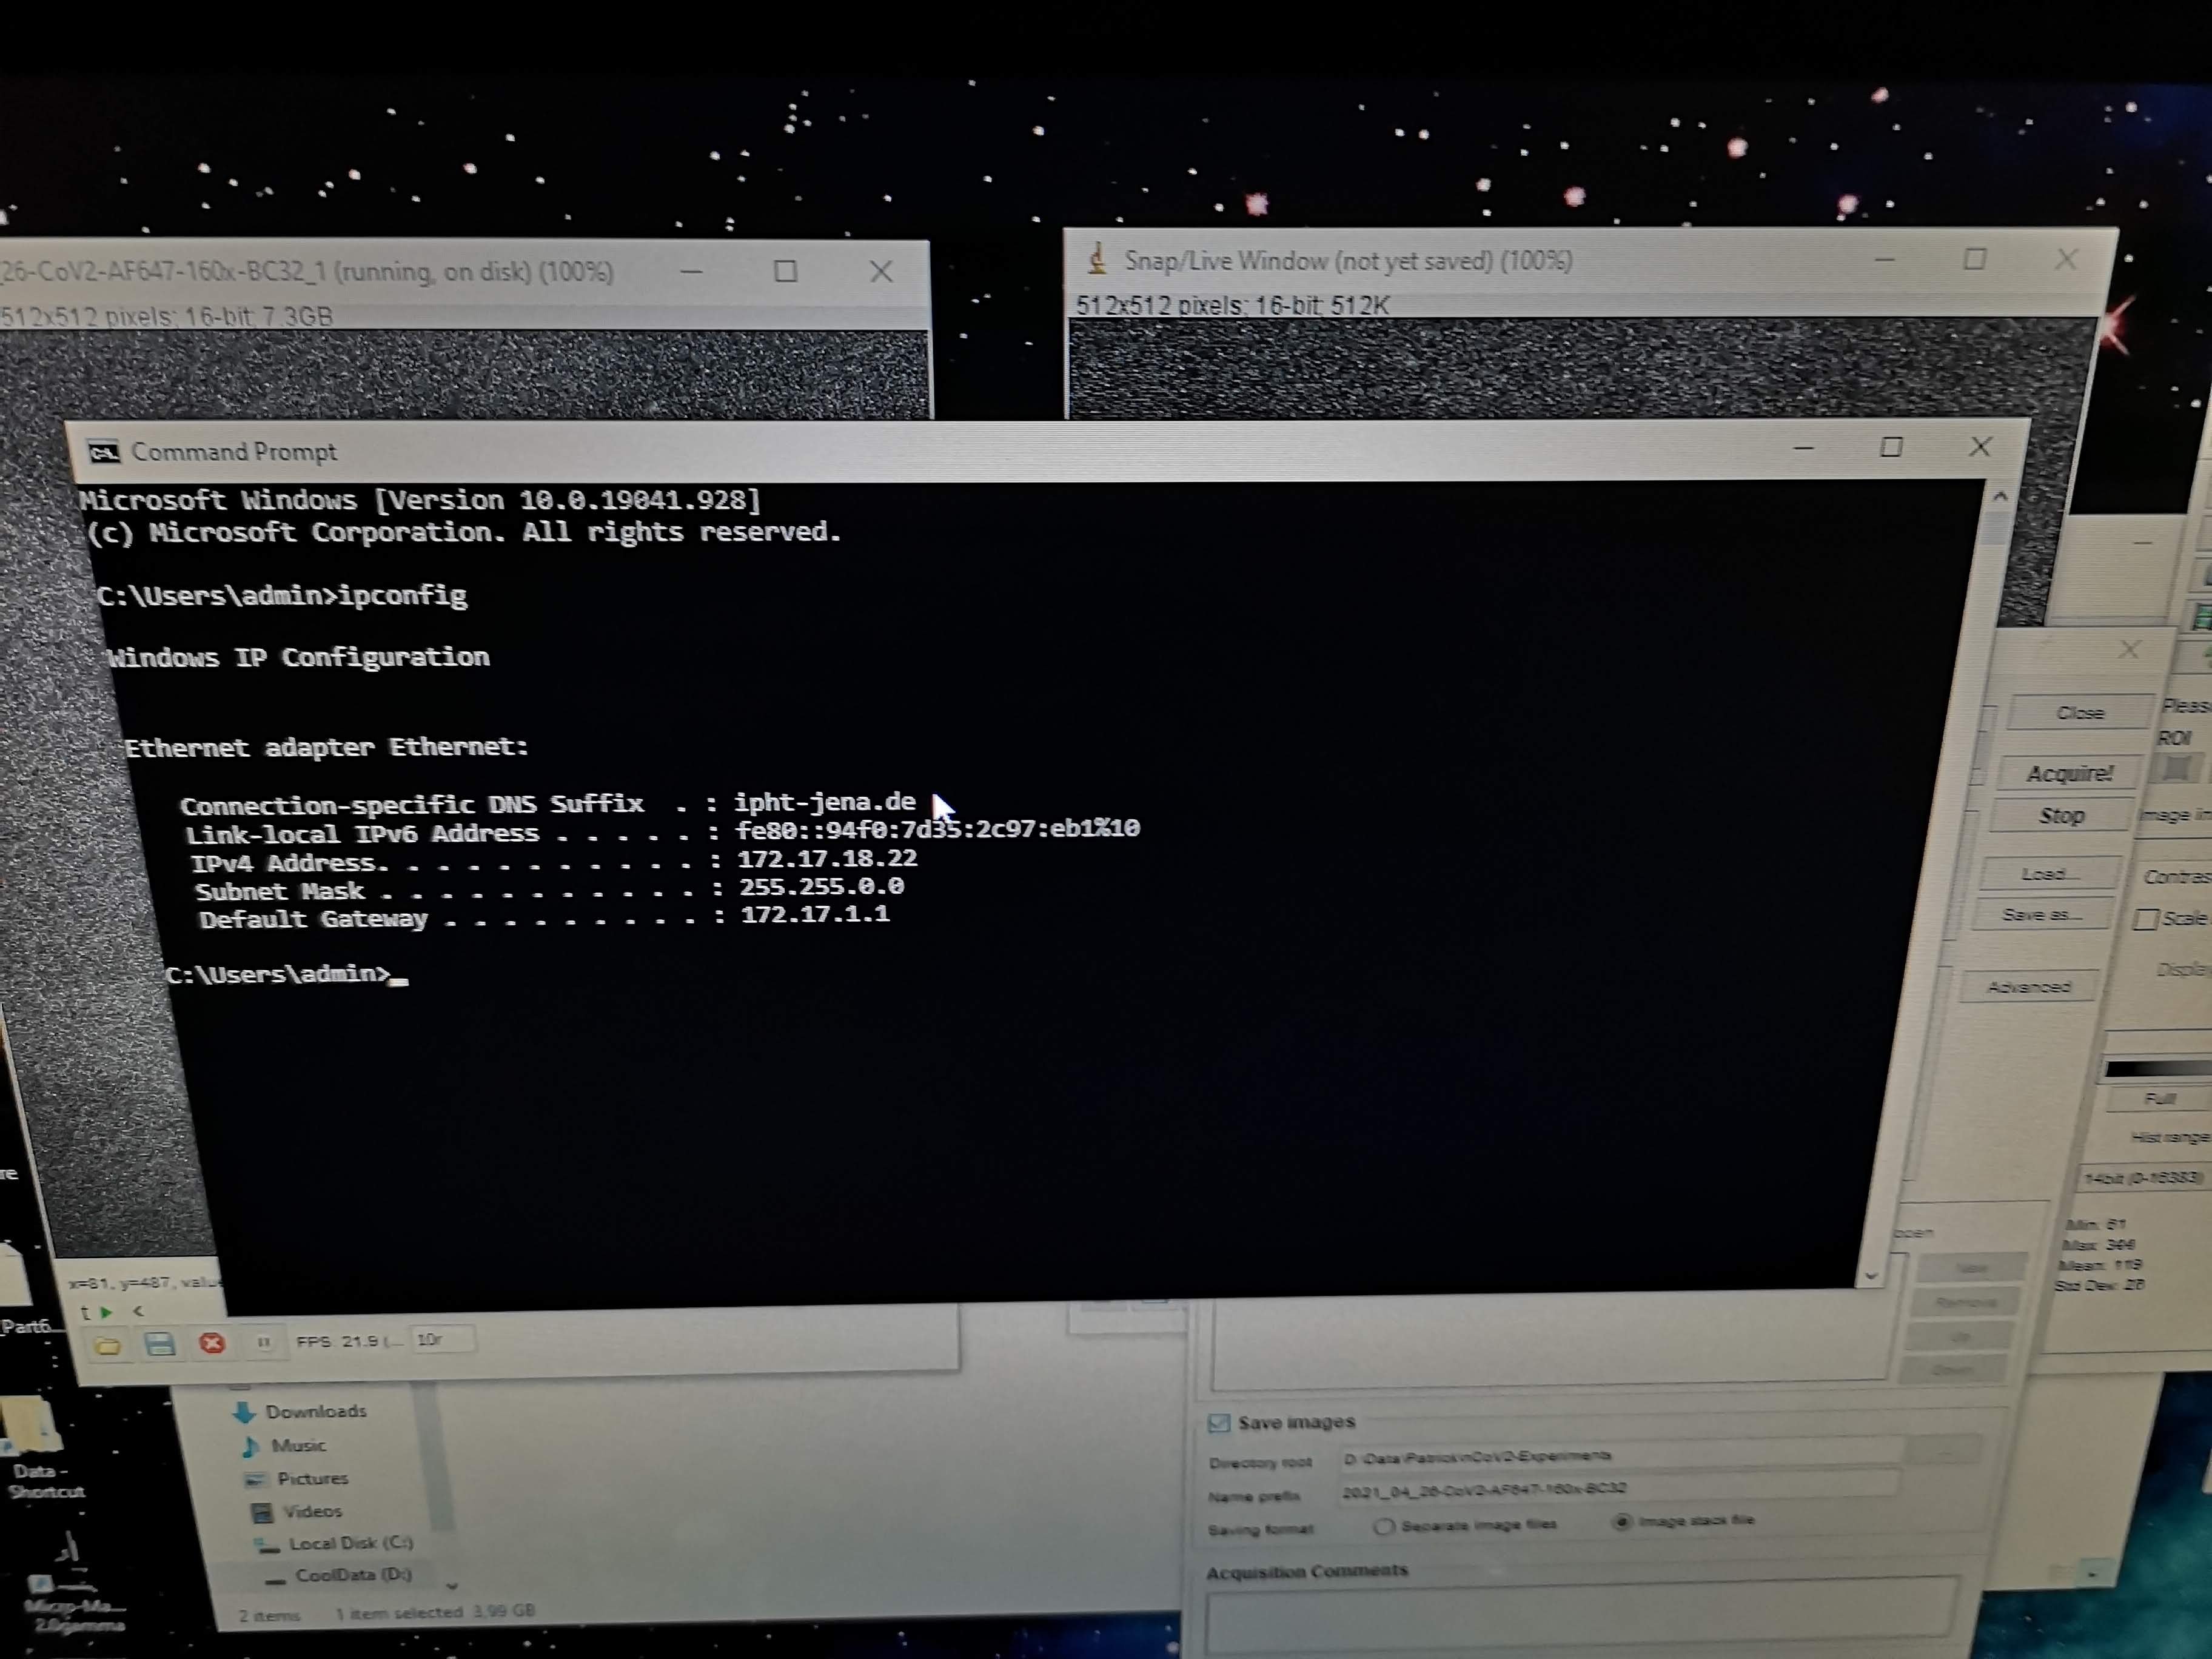 26-CoV2-AF647-160x-BC32_1 (running, on disk) (100%)
512x512 pixels; 16-bit; 7.3GB
Snap/Live Window (not yet saved) (100%)
512x512 pixels; 16-bit; 512K
Command Prompt
Microsoft Windows [Version 10.0.19041.928]
(c) Microsoft Corporation. All rights reserved.
C:\Users\admin>ipconfig
Windows IP Configuration
Ethernet adapter Ethernet:
Connection-specific DNS Suffix . : ipht-jena.de
Link-local IPv6 Address . . . . . : fe80::94f0:7d35:2c97:eb1%10
IPv4 Address. . . . . . . . . . . : 172.17.18.22
Subnet Mask . . . . . . . . . . . : 255.255.0.0
Default Gateway . . . . . . . . . : 172.17.1.1
C:\Users\admin>_
Close
Acquire!
Stop
Load...
Save as...
Advanced
Pleas
ROI
Image in
Contras
Scale
Display
Full
Hist range
14bit (0-16383)
Min: 61
Mean: 119
Std Dev: 26
x=81, y=487, valu
t <
FPS: 21.9 (... 10r
Part6...
Downloads
Music
Pictures
Videos
Local Disk (C:)
CoolData (D:)
2 items 1 item selected 3.99 GB
Data -
Shortcut
Micro-Ma...
2.0gamma
Remove
Up
Down
Save images
Directory root D:\Data\Patrick\nCoV2-Experiments
Name prefix 2021_04_26-CoV2-AF647-160x-BC32
Saving format Separate image files Image stack file
Acquisition Comments